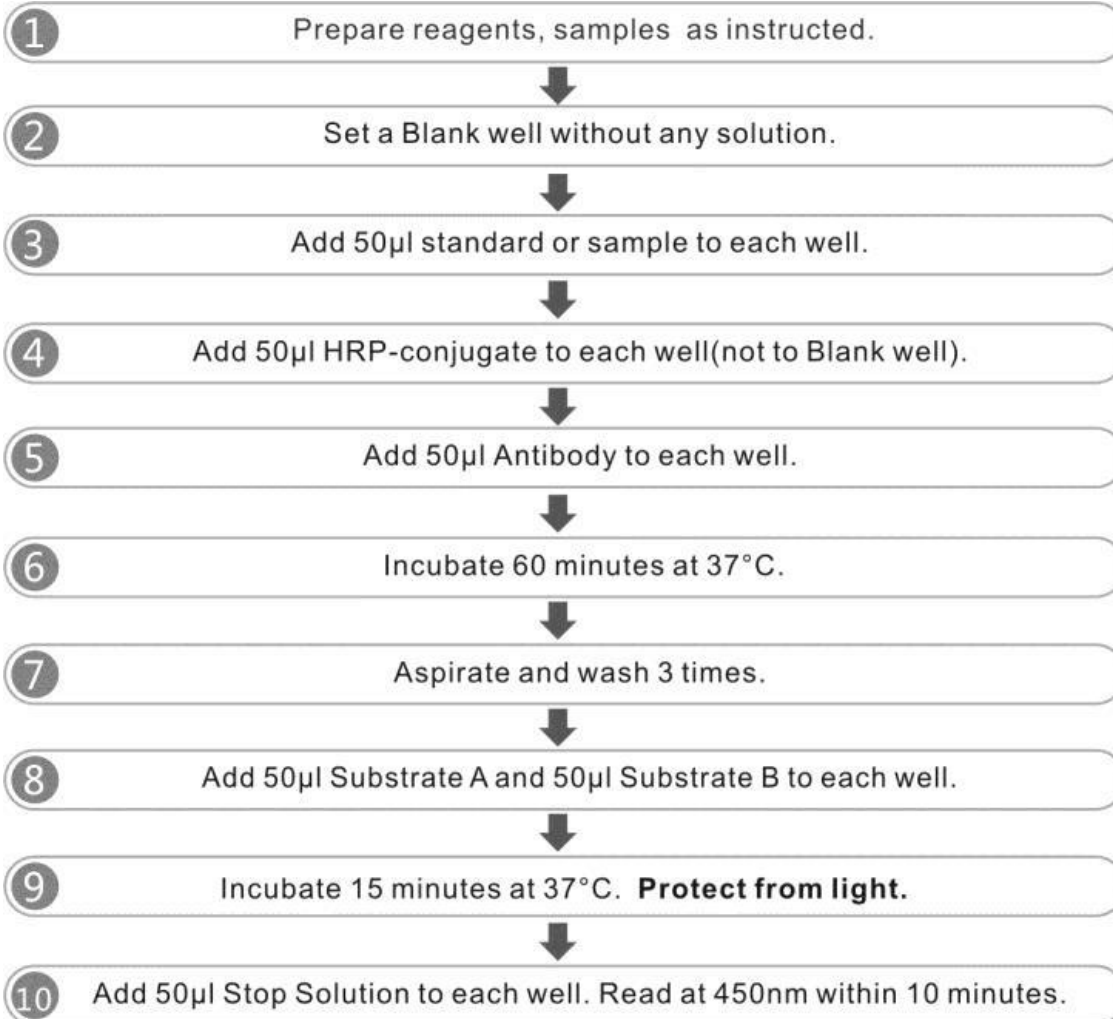 1 Prepare reagents, samples as instructed.
2 Set a Blank well without any solution.
3 Add 50µl standard or sample to each well.
4 Add 50µl HRP-conjugate to each well(not to Blank well).
5 Add 50µl Antibody to each well.
6 Incubate 60 minutes at 37°C.
7 Aspirate and wash 3 times.
8 Add 50µl Substrate A and 50µl Substrate B to each well.
9 Incubate 15 minutes at 37°C. Protect from light.
10 Add 50µl Stop Solution to each well. Read at 450nm within 10 minutes.